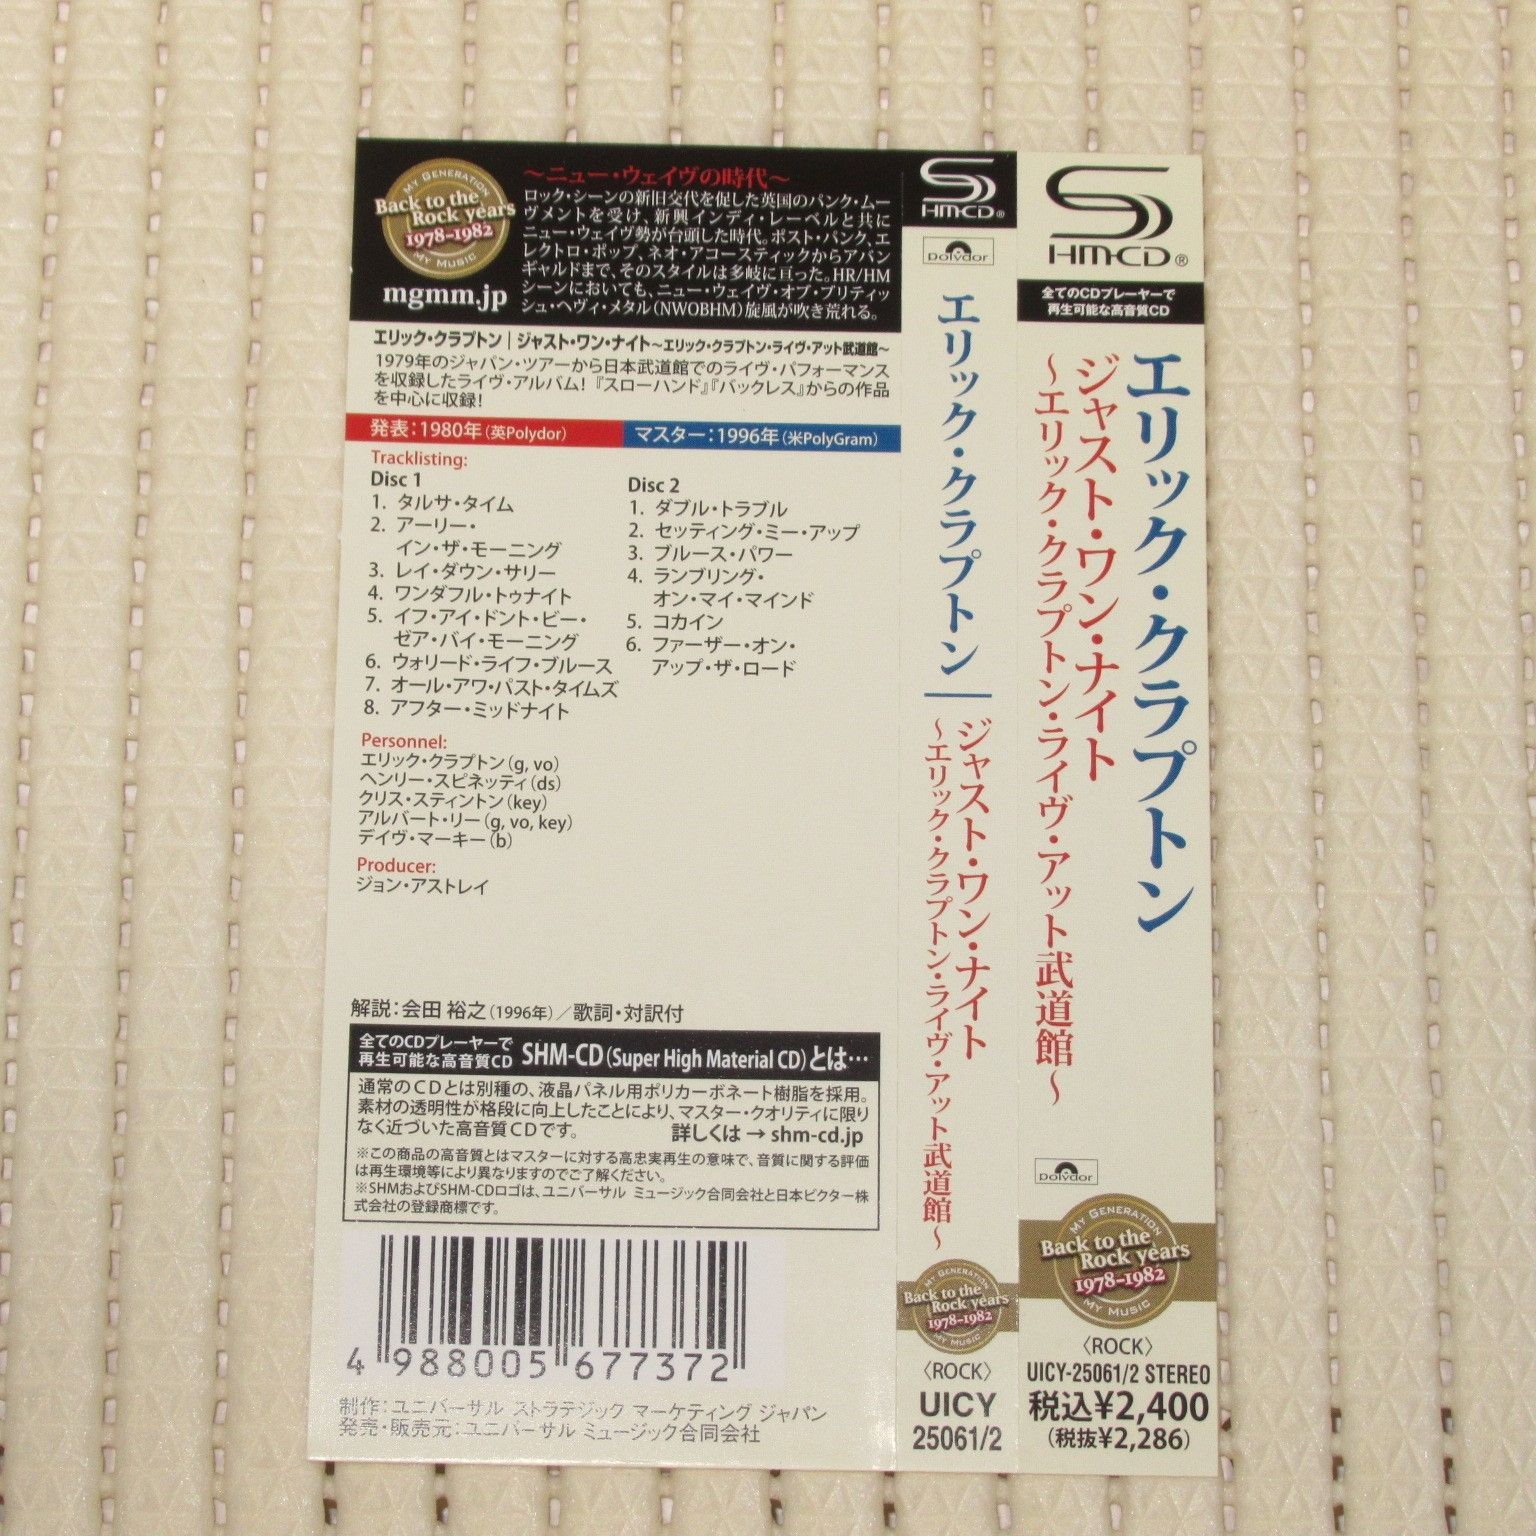 MY GENERATION
Back to the
Rock years
1978-1982
MY MUSIC
mgmm.jp
～ニュー・ウェイヴの時代～
ロック・シーンの新旧交代を促した英国のパンク・ムー
ヴメントを受け、新興インディ・レーベルと共に
ニュー・ウェイヴ勢が台頭した時代。ポスト・パンク、エ
レクトロ・ポップ、ネオ・アコースティックからアバン
ギャルドまで、そのスタイルは多岐に亘った。HR/HM
シーンにおいても、ニュー・ウェイヴ・オブ・ブリティッ
シュ・ヘヴィ・メタル(NWOBHM)旋風が吹き荒れる。
エリック・クラプトン｜ジャスト・ワン・ナイト～エリック・クラプトン・ライヴ・アット武道館～
1979年のジャパン・ツアーから日本武道館でのライヴ・パフォーマンス
を収録したライヴ・アルバム!『スローハンド』『バックレス』からの作品
を中心に収録!
発表：1980年(英Polydor)
マスター：1996年(米PolyGram)
Tracklisting:
Disc 1
1. タルサ・タイム
2. アーリー・
イン・ザ・モーニング
3. レイ・ダウン・サリー
4. ワンダフル・トゥナイト
5. イフ・アイ・ドント・ビー・
ゼア・バイ・モーニング
6. ウォリード・ライフ・ブルース
7. オール・アワ・パスト・タイムズ
8. アフター・ミッドナイト
Disc 2
1. ダブル・トラブル
2. セッティング・ミー・アップ
3. ブルース・パワー
4. ランブリング・
オン・マイ・マインド
5. コカイン
6. ファーザー・オン・
アップ・ザ・ロード
Personnel:
エリック・クラプトン(g, vo)
ヘンリー・スピネッティ(ds)
クリス・スティントン(key)
アルバート・リー(g, vo, key)
デイヴ・マーキー(b)
Producer:
ジョン・アストレイ
解説：会田 裕之(1996年)／歌詞・対訳付
全てのCDプレーヤーで
再生可能な高音質CD
SHM-CD(Super High Material CD)とは…
通常のCDとは別種の、液晶パネル用ポリカーボネート樹脂を採用。
素材の透明性が格段に向上したことにより、マスター・クオリティに限り
なく近づいた高音質CDです。
詳しくは → shm-cd.jp
※この商品の高音質とはマスターに対する高忠実再生の意味で、音質に関する評価
は再生環境等により異なりますのでご了解ください。
※SHMおよびSHM-CDロゴは、ユニバーサル ミュージック合同会社と日本ビクター株
式会社の登録商標です。
4 988005 677372
制作：ユニバーサル ストラテジック マーケティング ジャパン
発売・販売元：ユニバーサル ミュージック合同会社
SHM-CD®
polydor
エリック・クラプトン
ジャスト・ワン・ナイト
～エリック・クラプトン・ライヴ・アット武道館～
MY GENERATION
Back to the
Rock years
1978-1982
MY MUSIC
〈ROCK〉
UICY
25061/2
SHM-CD®
全てのCDプレーヤーで
再生可能な高音質CD
エリック・クラプトン
ジャスト・ワン・ナイト
～エリック・クラプトン・ライヴ・アット武道館～
polydor
MY GENERATION
Back to the
Rock years
1978-1982
MY MUSIC
〈ROCK〉
UICY-25061/2 STEREO
税込¥2,400
(税抜¥2,286)